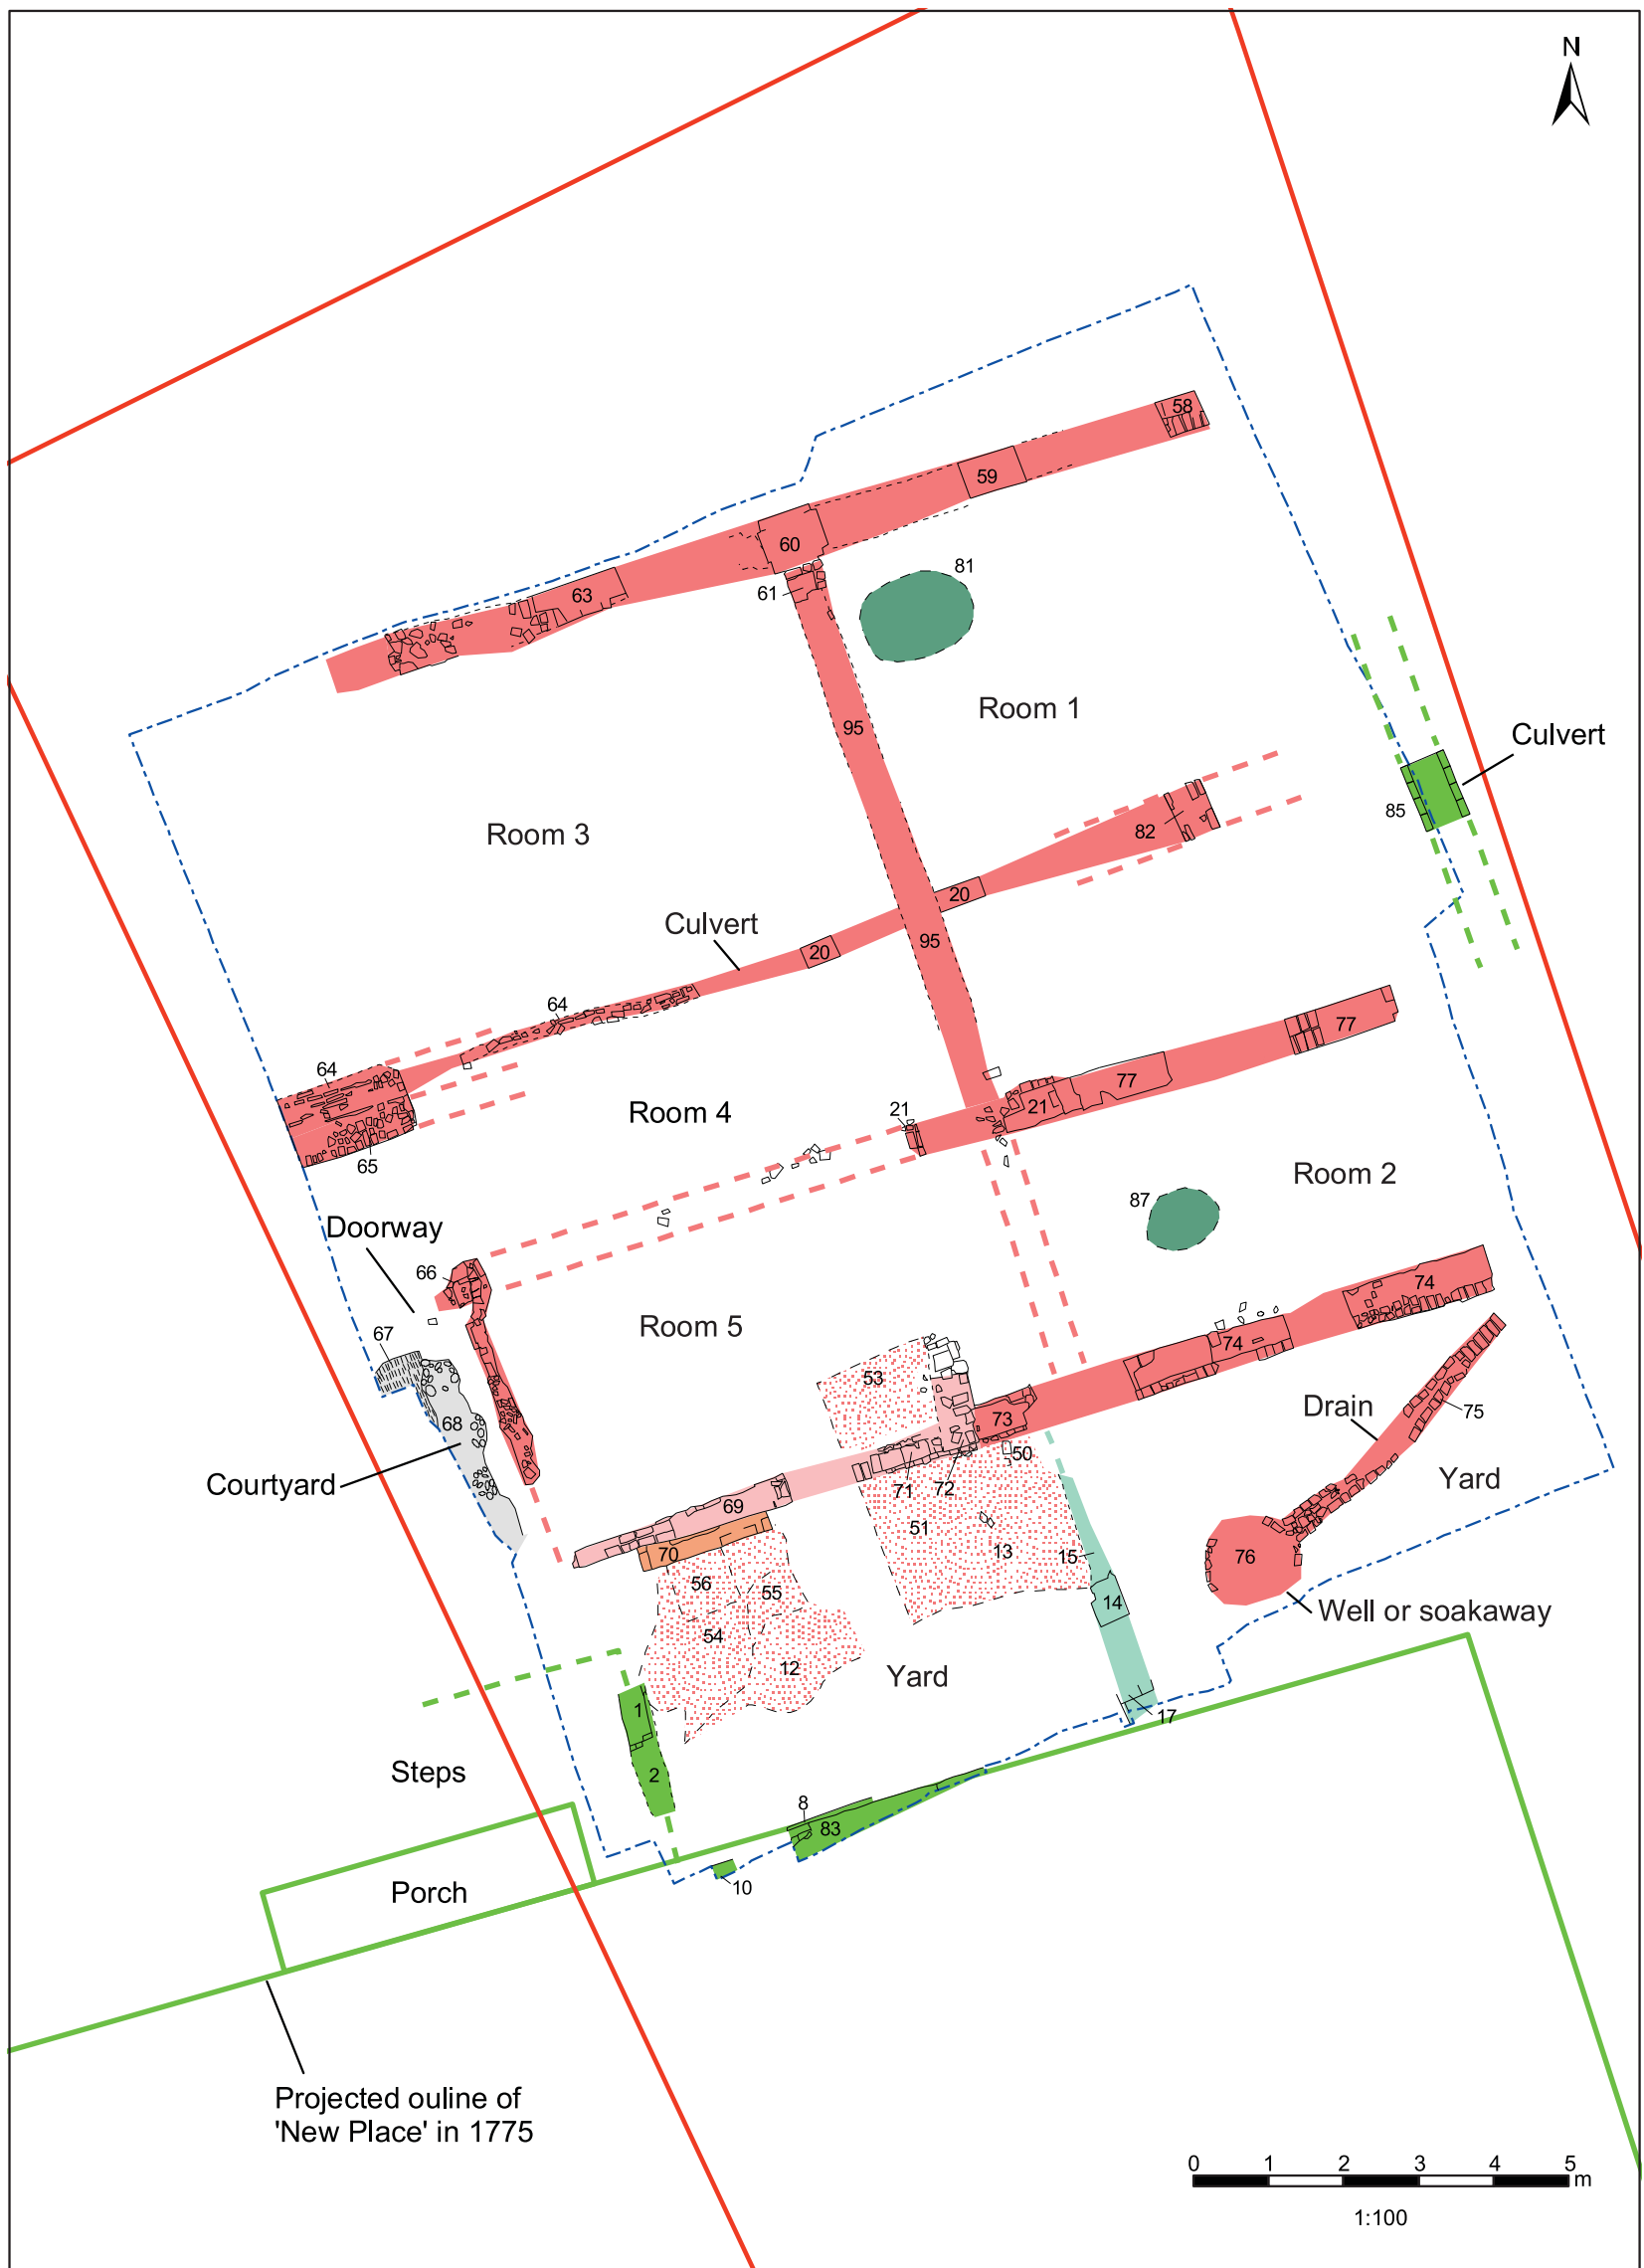 N
58
59
60
81
63
61
Room 1
95
Culvert
85
Room 3
82
20
Culvert
95
20
64
77
64
77
Room 4
21
21
65
Room 2
87
Doorway
66
74
Room 5
67
74
53
Drain
75
73
68
50
Courtyard
Yard
71
72
69
51
13
15
70
76
56
55
14
Well or soakaway
54
12
Yard
1
17
Steps
2
8
83
Porch
10
Projected ouline of
'New Place' in 1775
0 1 2 3 4 5
m
1:100